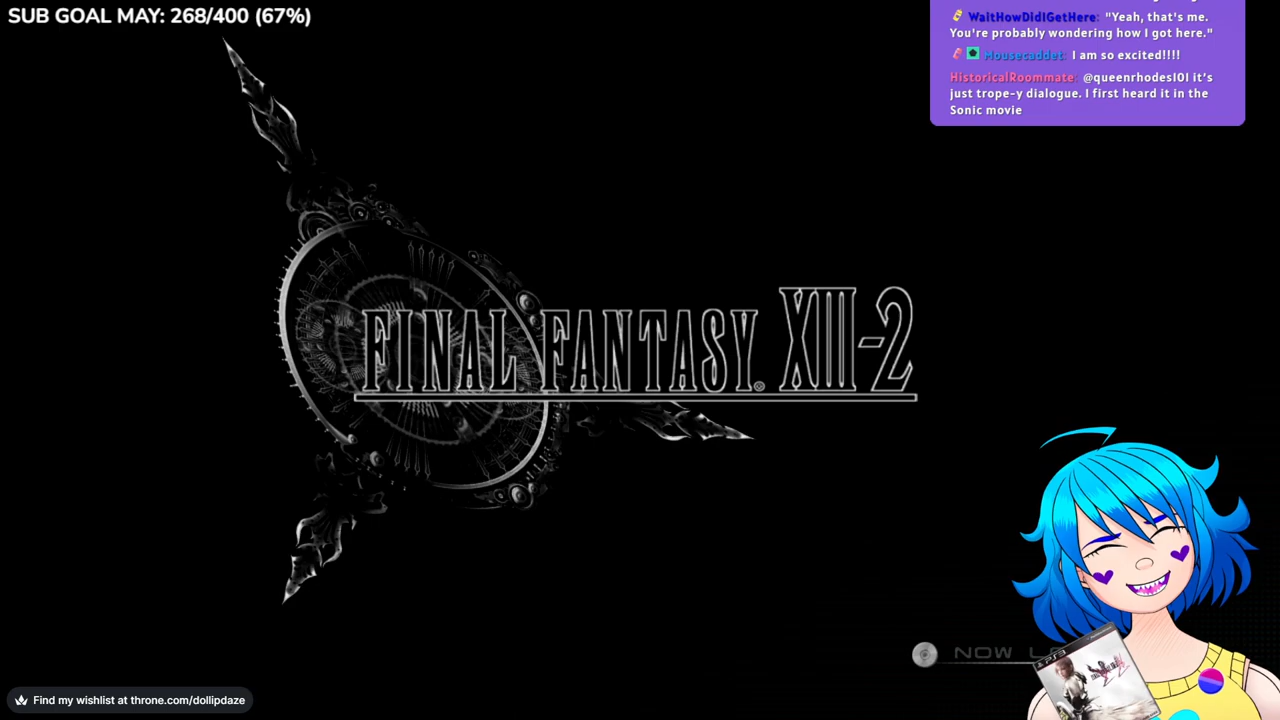 SUB GOAL MAY: 268/400 (67%)
WaitHowDidIGetHere: "Yeah, that's me.
You're probably wondering how I got here."
Mousecaddet: I am so excited!!!!
HistoricalRoommate: @queenrhodes101 it's
just trope-y dialogue. I first heard it in the
Sonic movie
FINAL FANTASY® XIII-2
NOW
PS3
Find my wishlist at throne.com/dollipdaze